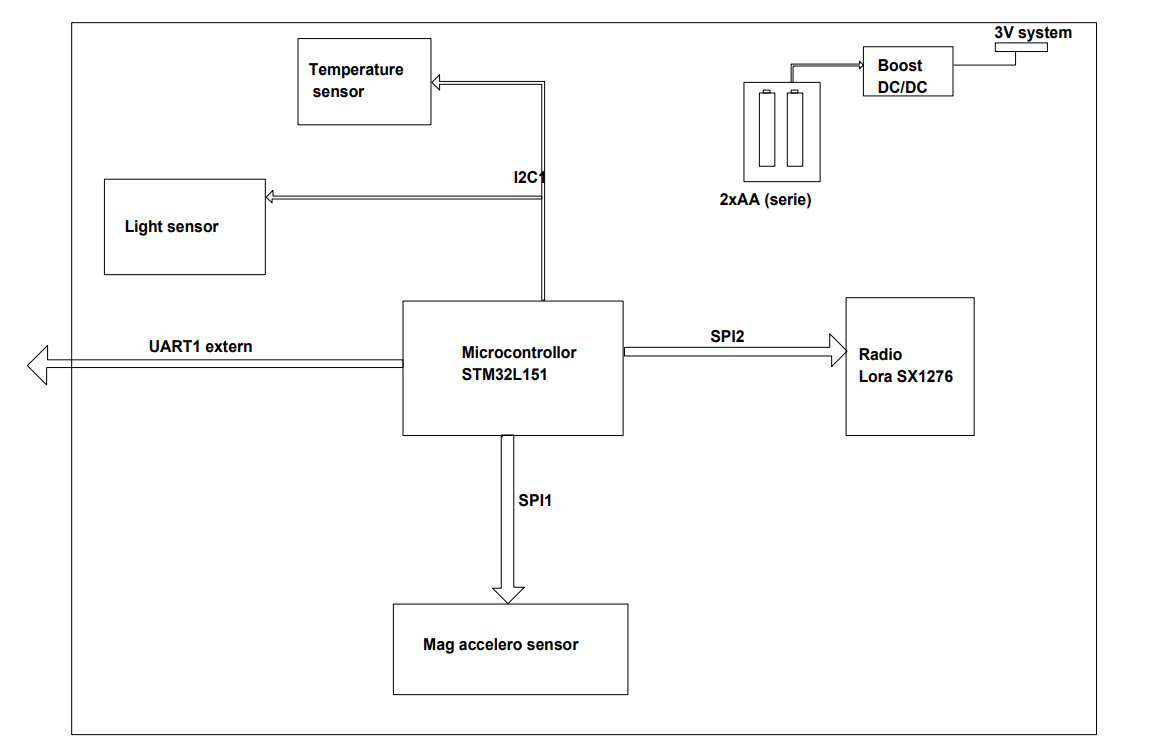 3V system
Temperature
sensor
Boost
DC/DC
I2C1
2xAA (serie)
Light sensor
UART1 extern
Microcontrollor
STM32L151
SPI2
Radio
Lora SX1276
SPI1
Mag accelero sensor